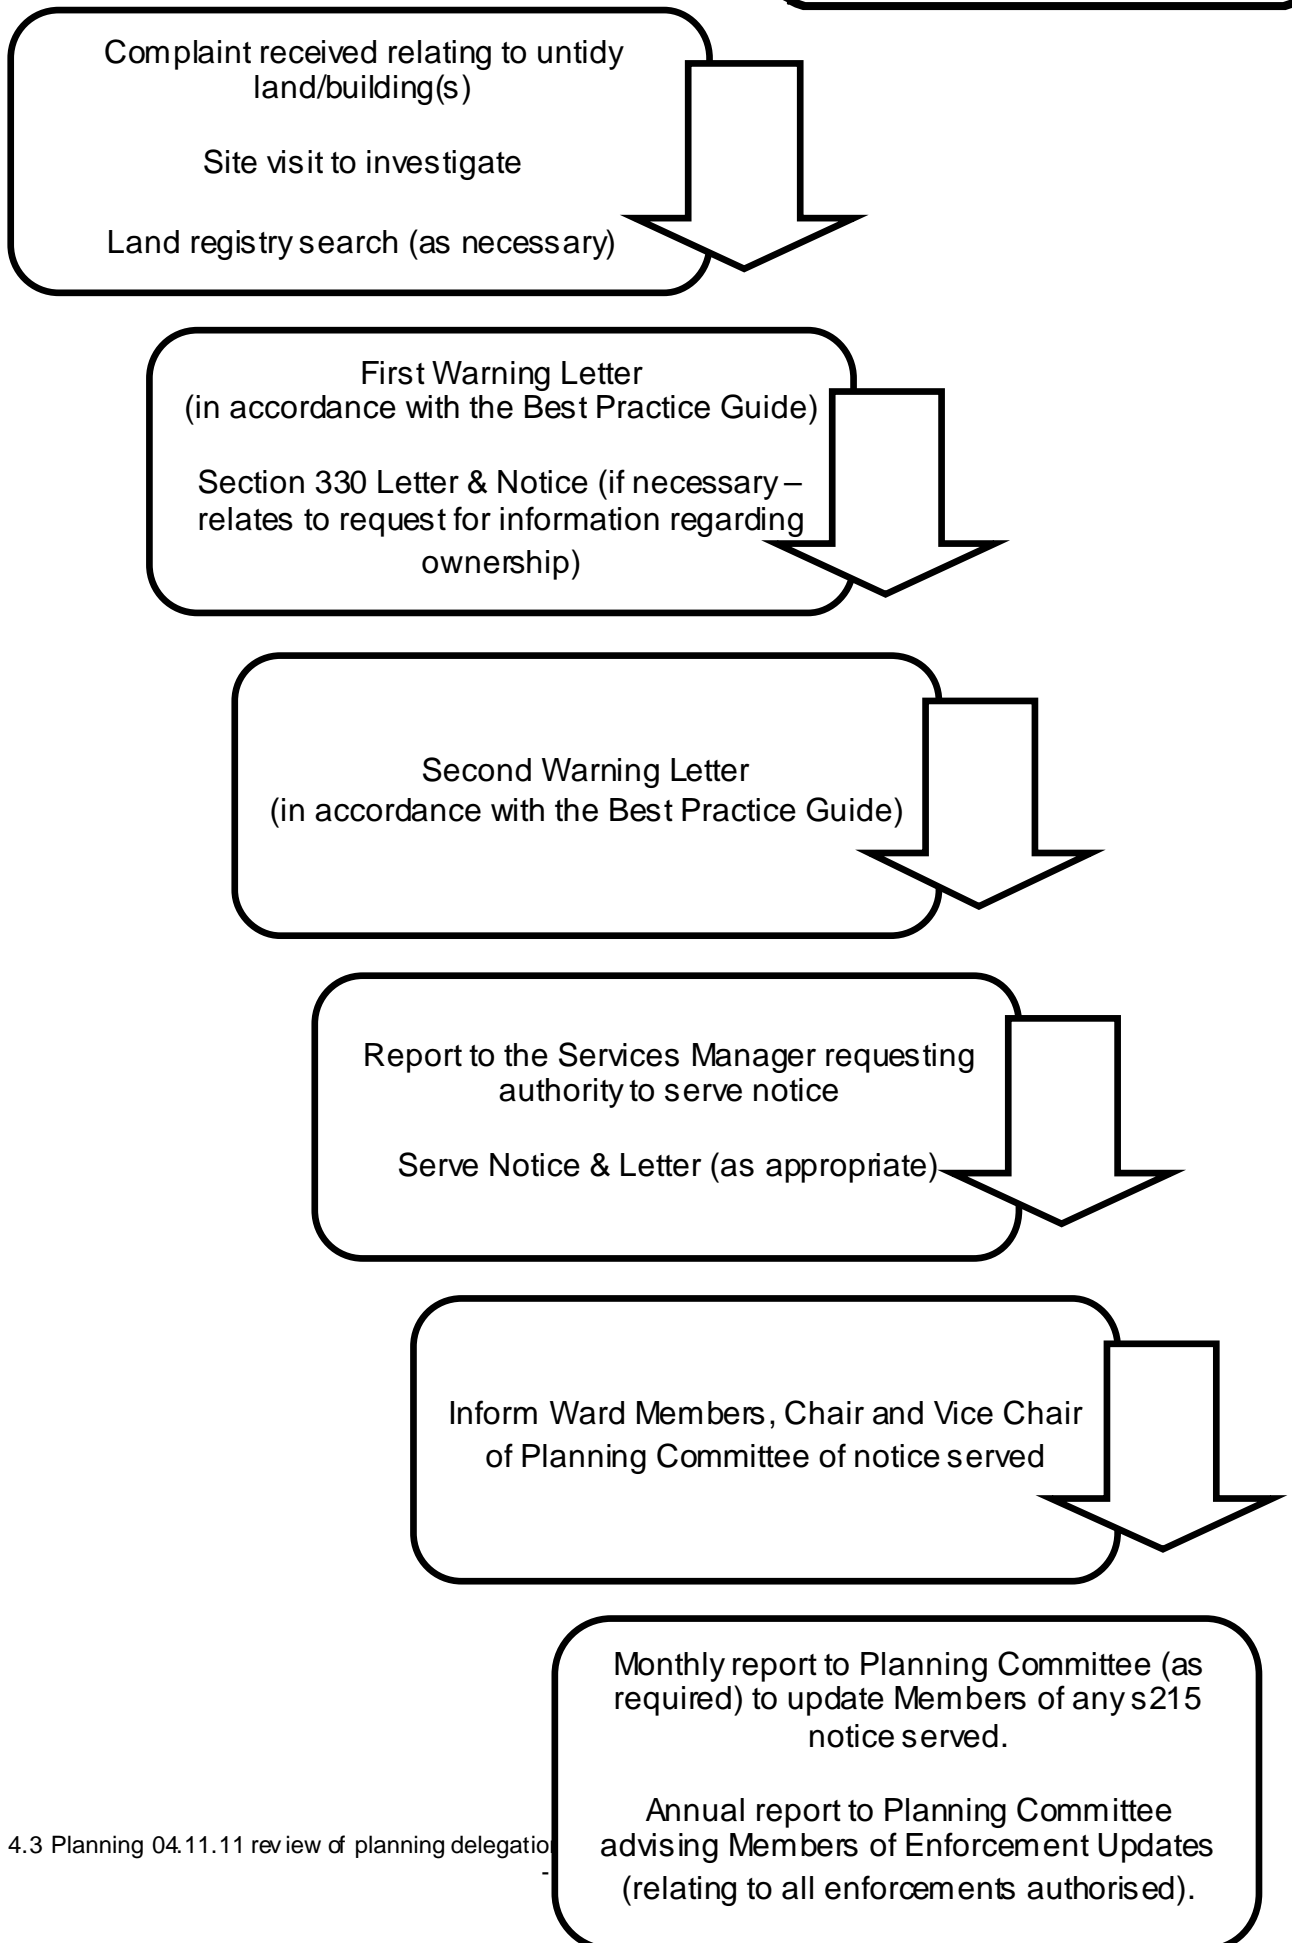 Complaint received relating to untidy
land/building(s)
Site visit to investigate
Land registry search (as necessary)
First Warning Letter
(in accordance with the Best Practice Guide)
Section 330 Letter & Notice (if necessary –
relates to request for information regarding
ownership)
Second Warning Letter
(in accordance with the Best Practice Guide)
Report to the Services Manager requesting
authority to serve notice
Serve Notice & Letter (as appropriate)
Inform Ward Members, Chair and Vice Chair
of Planning Committee of notice served
Monthly report to Planning Committee (as
required) to update Members of any s215
notice served.
Annual report to Planning Committee
advising Members of Enforcement Updates
(relating to all enforcements authorised).
4.3 Planning 04.11.11 review of planning delegation
-